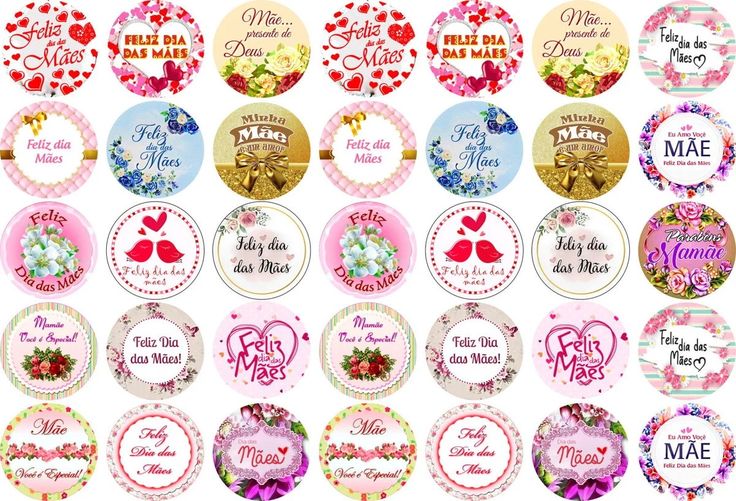 Feliz
dia das
Mães
FELIZ DIA
DAS MÃES
Mãe...
presente de
Deus
Feliz
dia das
Mães
FELIZ DIA
DAS MÃES
Mãe...
presente de
Deus
Feliz
dia das
Mães
Feliz dia
Mães
Feliz
dia das
Mães
Minha
Mãe
Feliz dia
Mães
Feliz
dia das
Mães
Minha
Mãe
Eu Amo Você
MÃE
Feliz Dia das Mães
Feliz
Dia das Mães
Feliz dia das
mães
Feliz dia
das Mães
Feliz
Dia das Mães
Feliz dia das
mães
Feliz dia
das Mães
Parabéns
Mamãe
Mamãe
Você é Especial!
Feliz Dia
das Mães!
Feliz
dia das
Mães
Mamãe
Você é Especial!
Feliz Dia
das Mães!
Feliz
dia das
Mães
Feliz
dia das
Mães
Mãe
Você é Especial!
Feliz
Dia das
Mães
Dia das
Mães
Mãe
Você é Especial!
Feliz
Dia das
Mães
Dia das
Mães
Eu Amo Você
MÃE
Feliz Dia das Mães